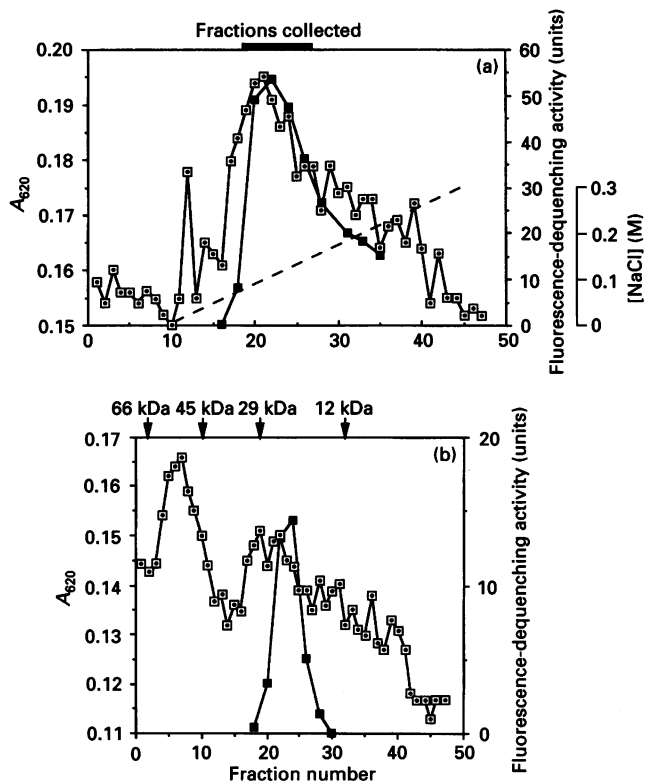 Fractions collected
(a)
0.20
0.19
0.18
0.17
0.16
0.15
A620
0 10 20 30 40 50
60
50
40
30
20
10
0
Fluorescence-dequenching activity (units)
0.3
0.2
0.1
0
[NaCl] (M)
66 kDa 45 kDa 29 kDa 12 kDa
(b)
0.17
0.16
0.15
0.14
0.13
0.12
0.11
A620
0 10 20 30 40 50
Fraction number
20
10
0
Fluorescence-dequenching activity (units)